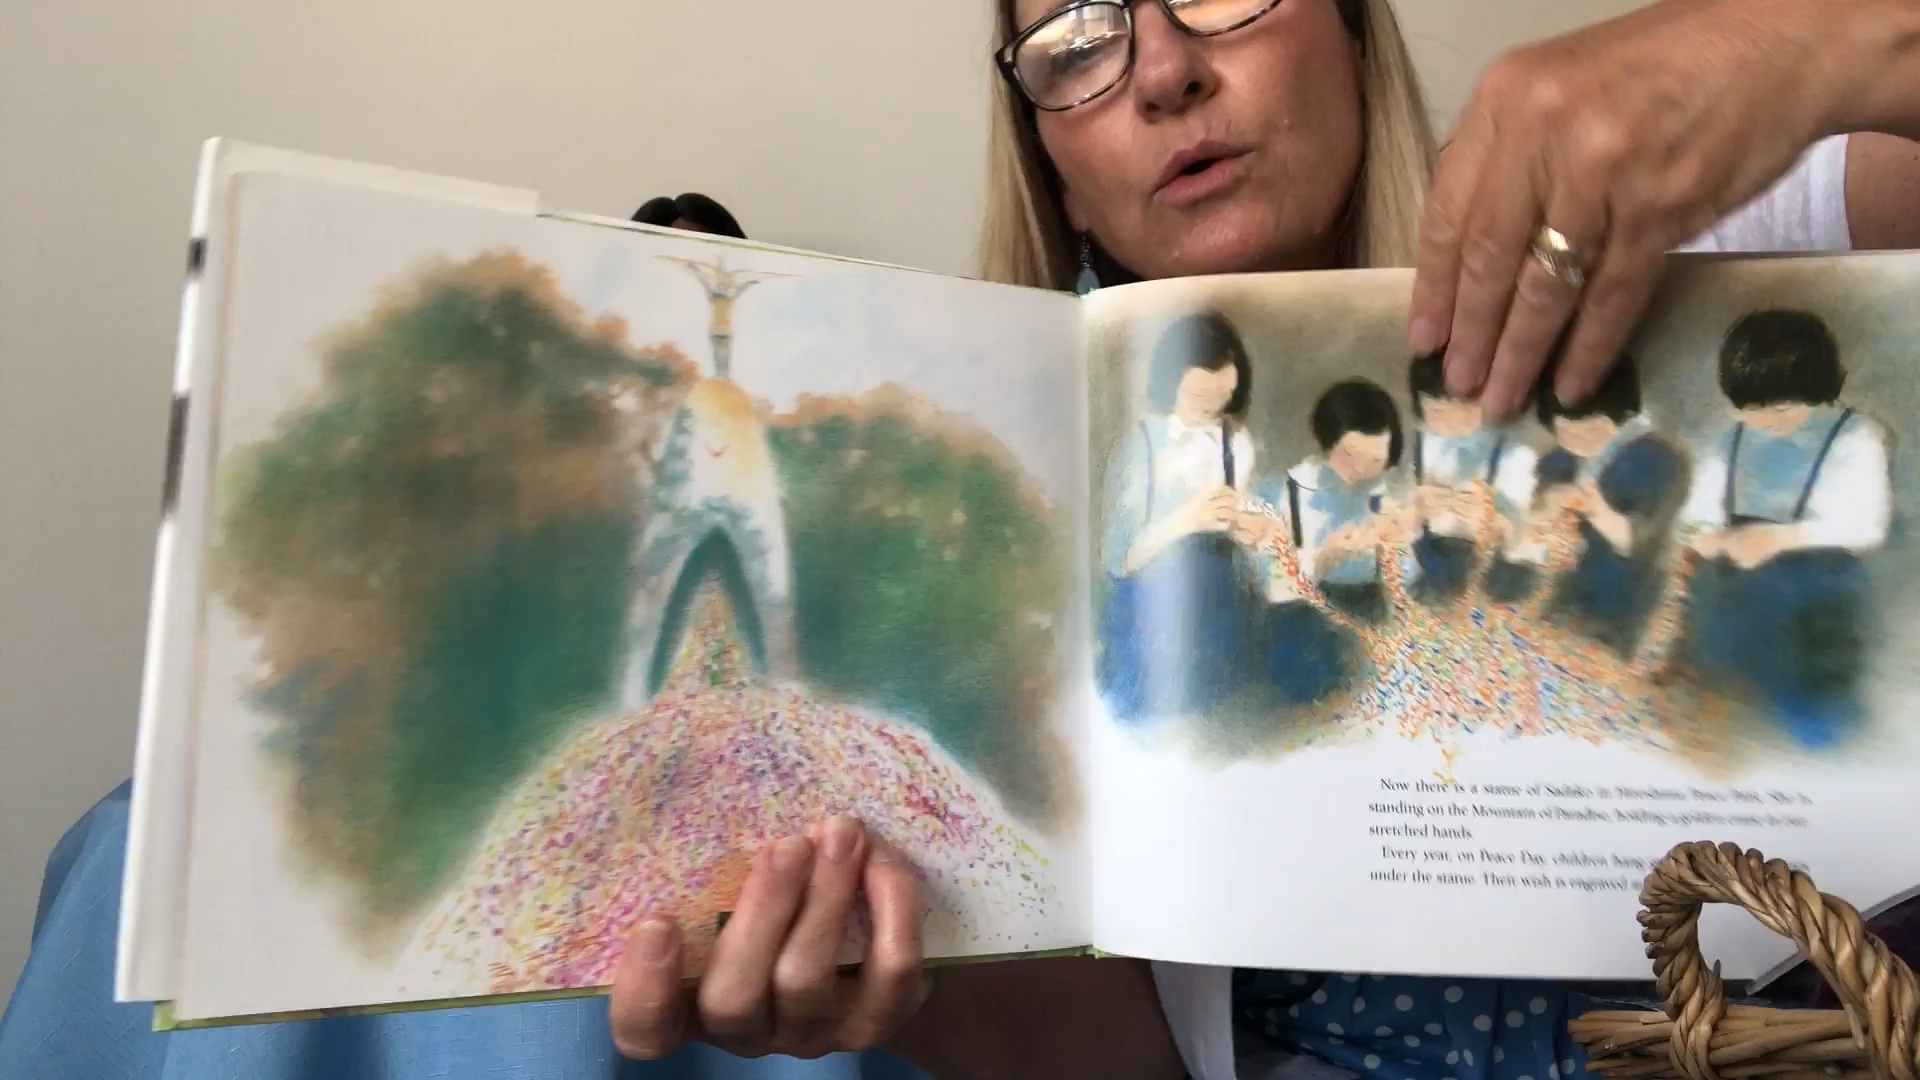 Now there is a statue of Sadako in Hiroshima Peace Park. She is
standing on the Mountain of Paradise, holding a golden crane in out-
stretched hands.
Every year, on Peace Day, children hang
under the statue. Their wish is engraved